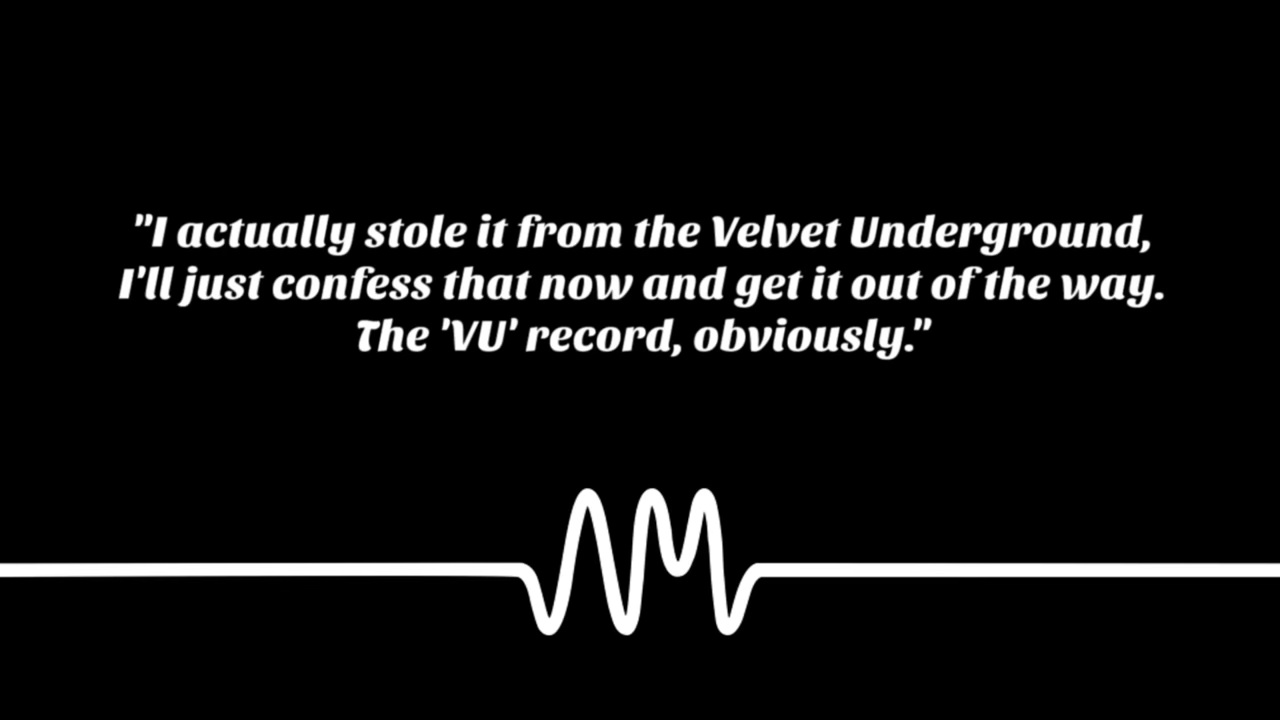 "I actually stole it from the Velvet Underground,
I'll just confess that now and get it out of the way.
The 'VU' record, obviously."
AM